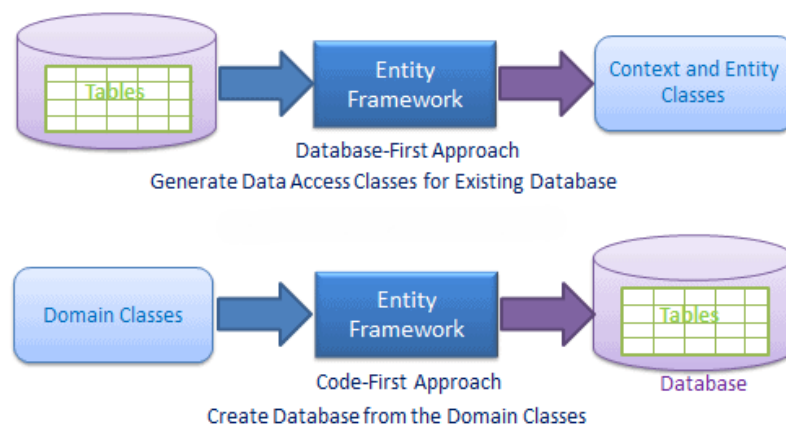 Tables
Entity
Framework
Context and Entity
Classes
Database-First Approach
Generate Data Access Classes for Existing Database
Domain Classes
Entity
Framework
Tables
Database
Code-First Approach
Create Database from the Domain Classes